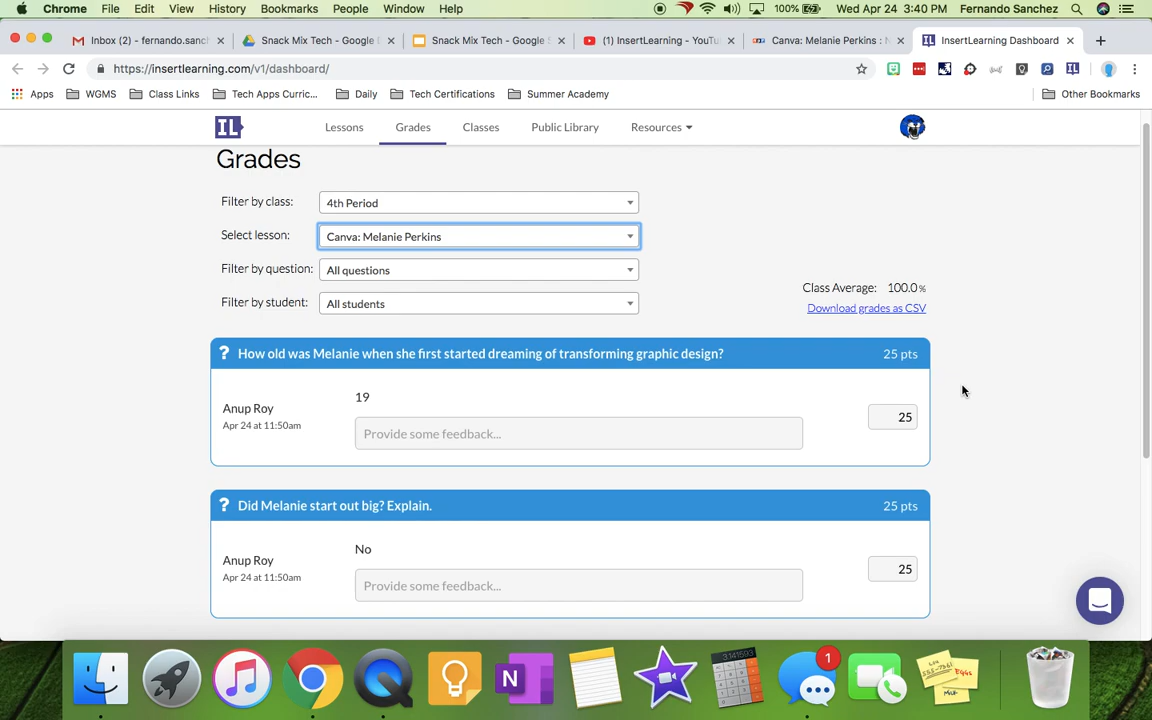 Chrome File Edit View History Bookmarks People Window Help 100% Wed Apr 24 3:40 PM Fernando Sanchez
Inbox (2) - fernando.sanch Snack Mix Tech - Google D Snack Mix Tech - Google S (1) InsertLearning - YouTu Canva: Melanie Perkins : N InsertLearning Dashboard
https://insertlearning.com/v1/dashboard/
Apps WGMS Class Links Tech Apps Curric... Daily Tech Certifications Summer Academy Other Bookmarks
IL Lessons Grades Classes Public Library Resources
Grades
Filter by class: 4th Period
Select lesson: Canva: Melanie Perkins
Filter by question: All questions
Class Average: 100.0 %
Filter by student: All students
Download grades as CSV
? How old was Melanie when she first started dreaming of transforming graphic design? 25 pts
19
Anup Roy
Apr 24 at 11:50am
Provide some feedback...
25
? Did Melanie start out big? Explain. 25 pts
No
Anup Roy
Apr 24 at 11:50am
Provide some feedback...
25
3.141593
1